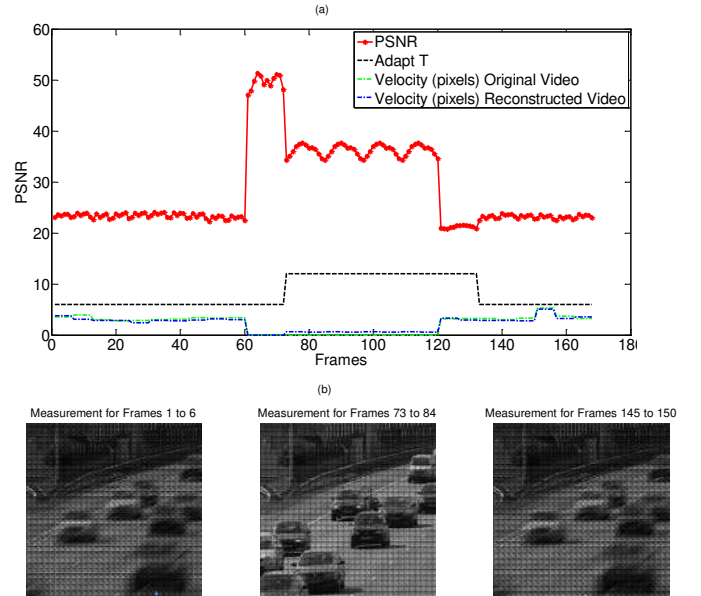 (a)
60
50
40
30
20
10
0
PSNR
PSNR
Adapt T
Velocity (pixels) Original Video
Velocity (pixels) Reconstructed Video
0 20 40 60 80 100 120 140 160 180
Frames
(b)
Measurement for Frames 1 to 6
Measurement for Frames 73 to 84
Measurement for Frames 145 to 150